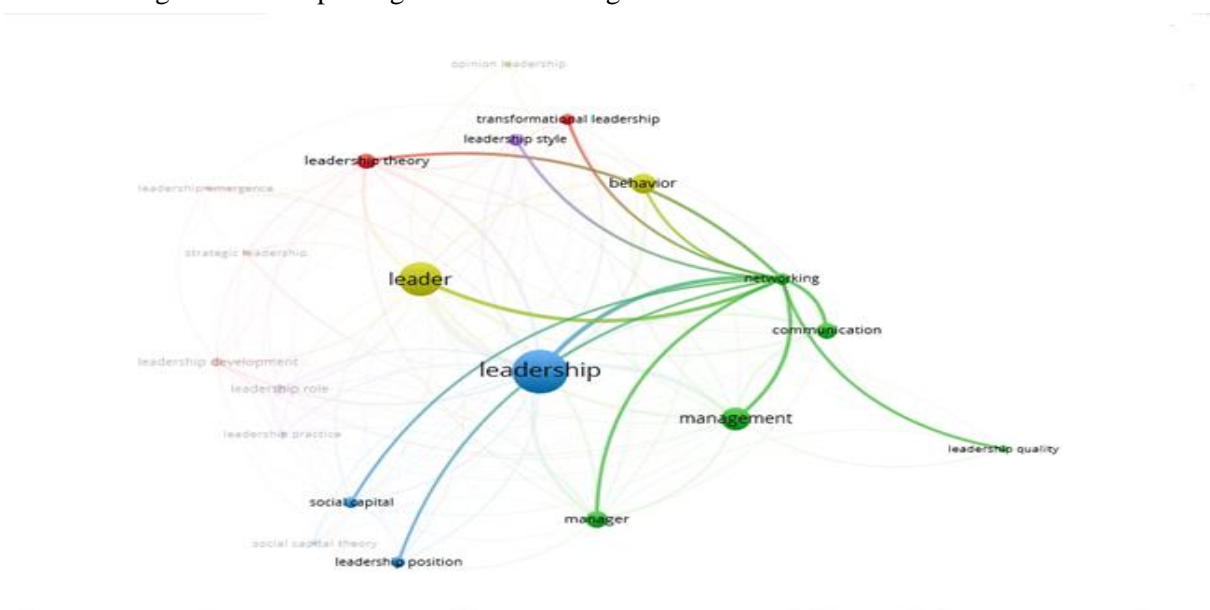 opinion leadership
transformational leadership
leadership style
leadership theory
behavior
leadership emergence
strategic leadership
leader
networking
communication
leadership development
leadership
leadership role
management
leadership practice
leadership quality
social capital
manager
social capital theory
leadership position